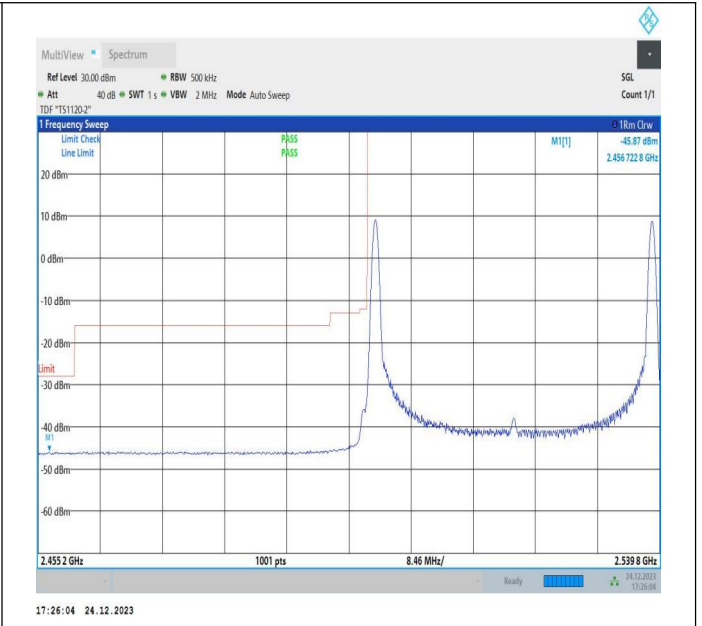 R S
MultiView Spectrum
Ref Level 30.00 dBm RBW 500 kHz SGL
Att 40 dB SWT 1 s VBW 2 MHz Mode Auto Sweep Count 1/1
TDF "TS1120-2"
1 Frequency Sweep 1Rm Clrw
Limit Check PASS M1[1] -45.87 dBm
Line Limit PASS 2.456 722 8 GHz
20 dBm
10 dBm
0 dBm
-10 dBm
-20 dBm
Limit
-30 dBm
-40 dBm
M1
-50 dBm
-60 dBm
2.455 2 GHz 1001 pts 8.46 MHz/ 2.539 8 GHz
Ready 24.12.2023
17:26:04
17:26:04 24.12.2023